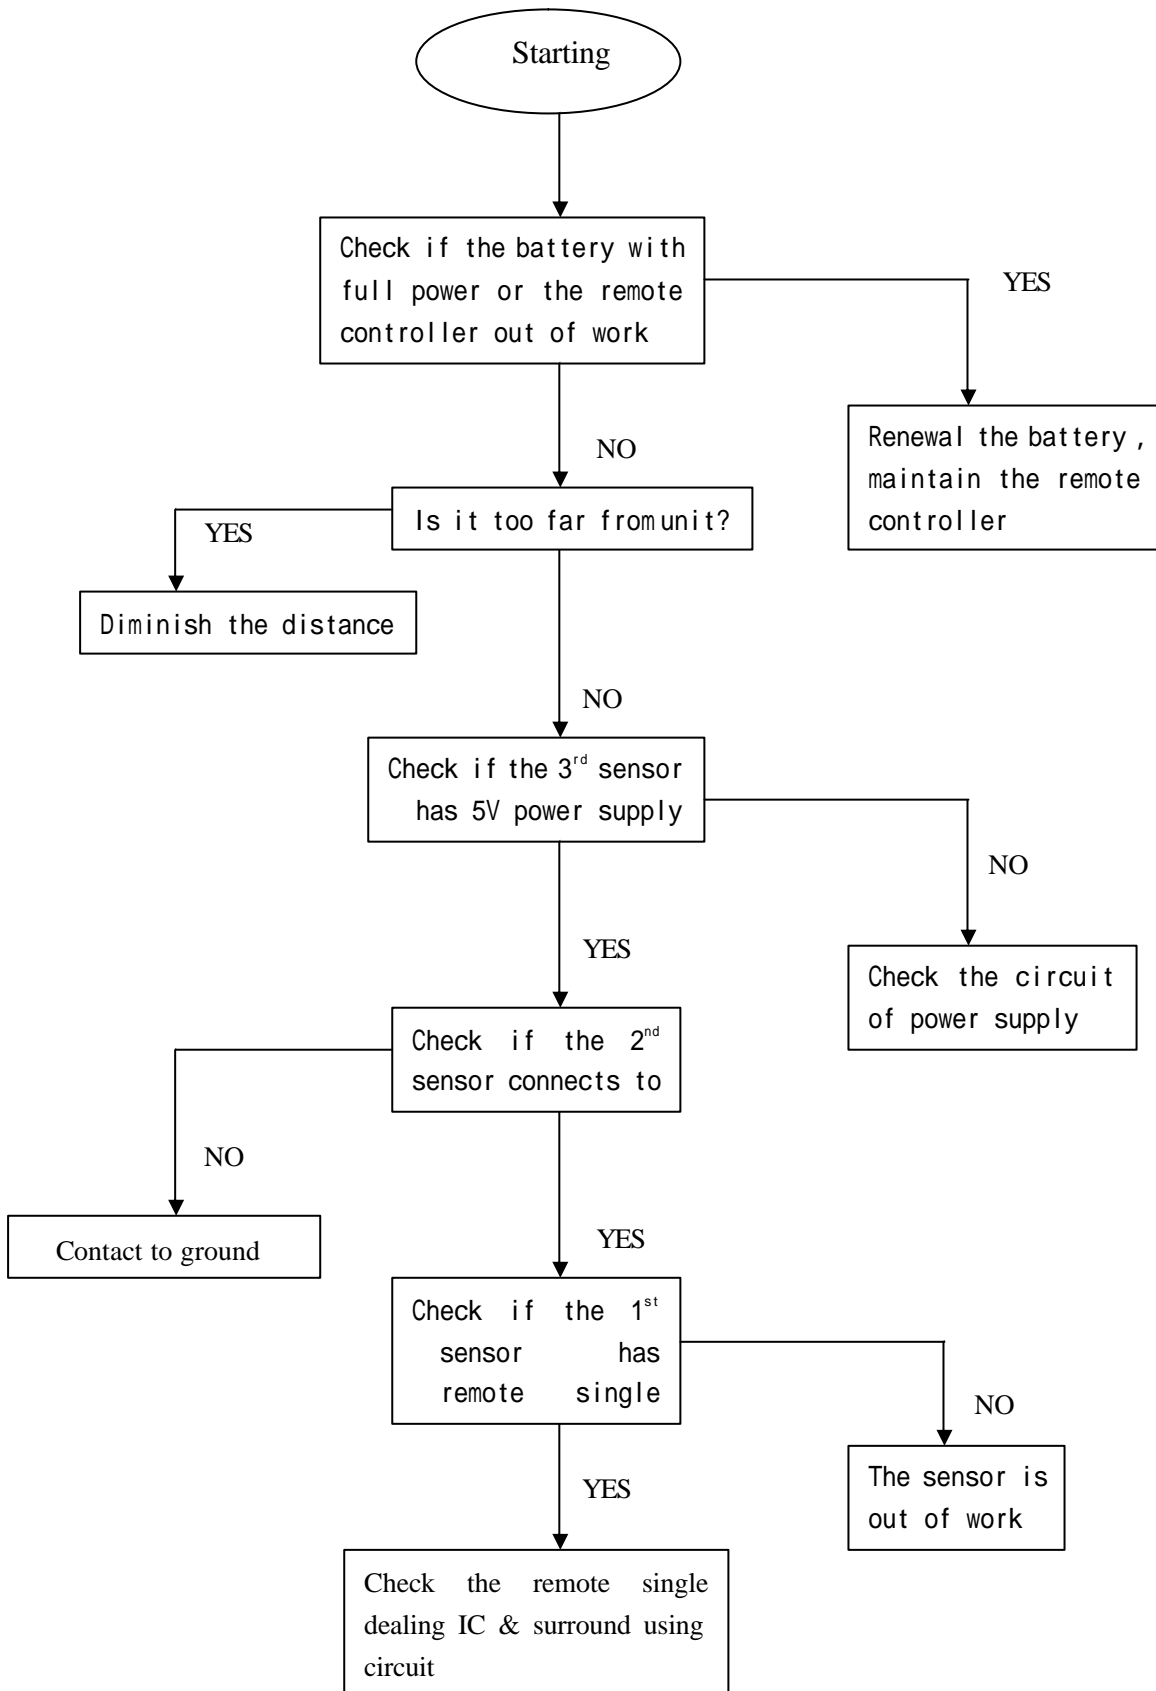 Starting
Check if the battery with
full power or the remote
controller out of work
YES
Renewal the battery,
maintain the remote
controller
NO
Is it too far from unit?
YES
Diminish the distance
NO
Check if the 3rd sensor
has 5V power supply
NO
Check the circuit
of power supply
YES
Check if the 2nd
sensor connects to
NO
Contact to ground
YES
Check if the 1st
sensor has
remote single
NO
The sensor is
out of work
YES
Check the remote single
dealing IC & surround using
circuit